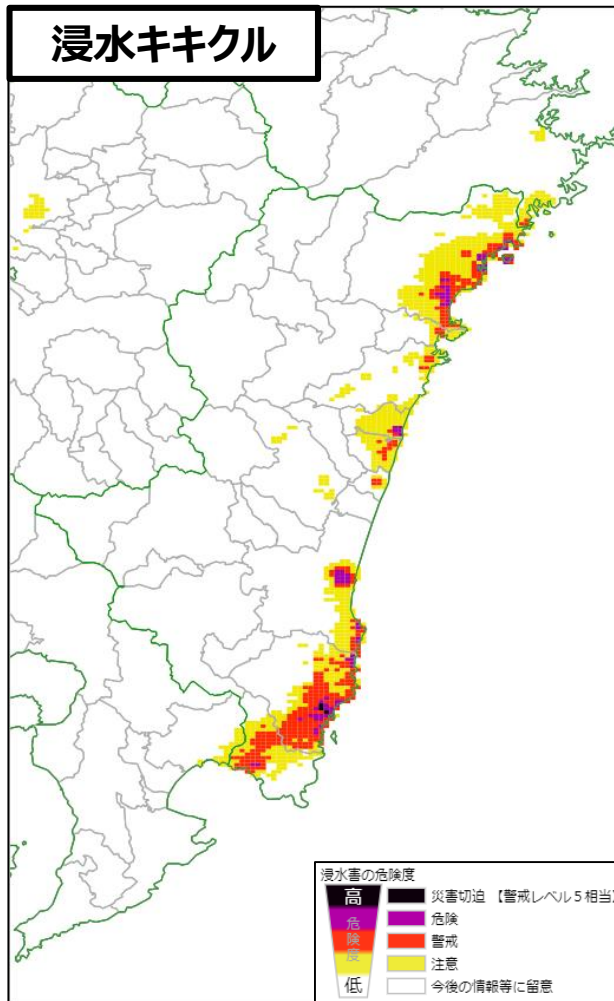 浸水キキクル
浸水害の危険度
高
危険度
低
災害切迫 【警戒レベル5相当】
危険
警戒
注意
今後の情報等に留意